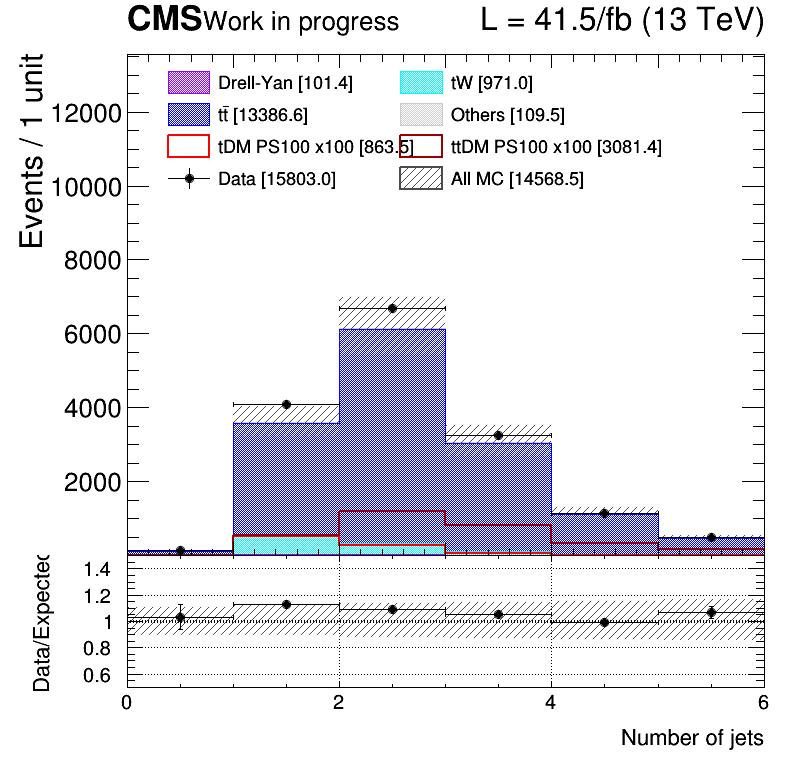 CMS Work in progress L = 41.5/fb (13 TeV)
Events / 1 unit
Drell-Yan [101.4] tW [971.0]
tt̄ [13386.6] Others [109.5]
tDM PS100 x100 [863.5] ttDM PS100 x100 [3081.4]
Data [15803.0] All MC [14568.5]
12000
10000
8000
6000
4000
2000
Data/Expected
1.4
1.2
1
0.8
0.6
0 2 4 6
Number of jets